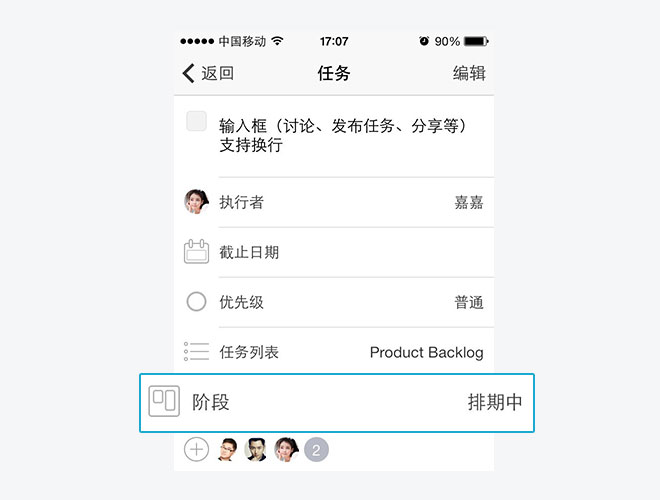 中国移动 17:07 90%
返回 任务 编辑
输入框（讨论、发布任务、分享等）
支持换行
执行者 嘉嘉
截止日期
优先级 普通
任务列表 Product Backlog
阶段 排期中
2